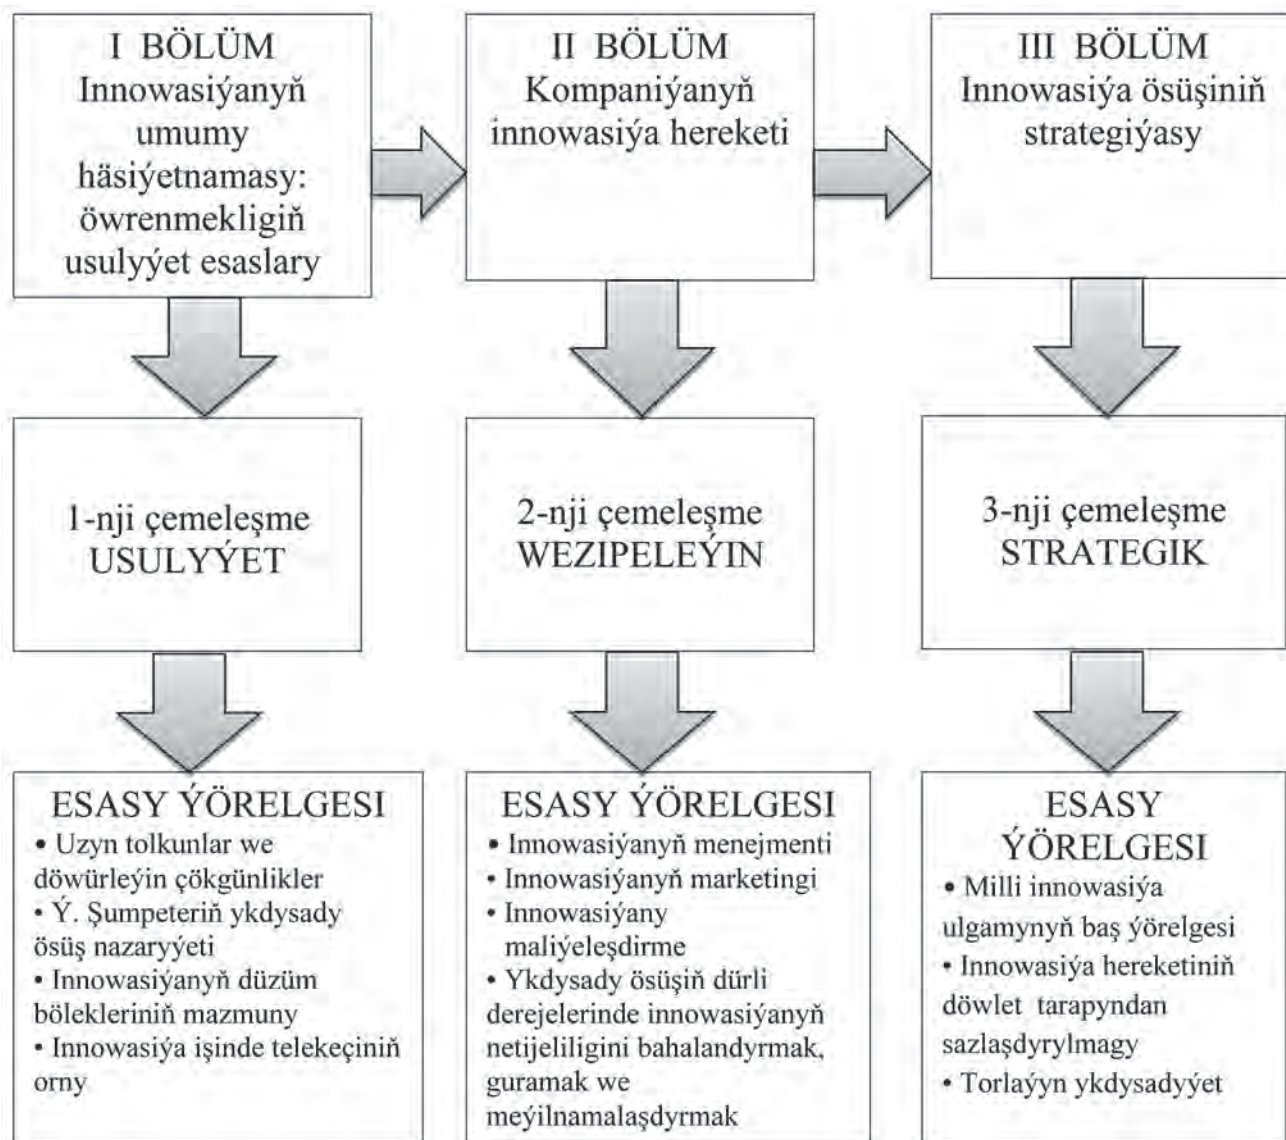 I BÖLÜM
Innowasiýanyň
umumy
häsiýetnamasy:
öwrenmekligiň
usulyýet esaslary
II BÖLÜM
Kompaniýanyň
innowasiýa hereketi
III BÖLÜM
Innowasiýa ösüşiniň
strategiýasy
1-nji çemeleşme
USULYÝET
2-nji çemeleşme
WEZIPELEÝIN
3-nji çemeleşme
STRATEGIK
ESASY ÝÖRELGESI
• Uzyn tolkunlar we
döwürleýin çökgünlikler
• Ý. Şumpeteriň ykdysady
ösüş nazaryýeti
• Innowasiýanyň düzüm
bölekleriniň mazmuny
• Innowasiýa işinde telekeçiniň
orny
ESASY ÝÖRELGESI
• Innowasiýanyň menejmenti
• Innowasiýanyň marketingi
• Innowasiýany
maliýeleşdirme
• Ykdysady ösüşiň dürli
derejelerinde innowasiýanyň
netijeliligini bahalandyrmak,
guramak we
meýilnamalaşdyrmak
ESASY
ÝÖRELGESI
• Milli innowasiýa
ulgamynyň baş ýörelgesi
• Innowasiýa hereketiniň
döwlet tarapyndan
sazlaşdyrylmagy
• Torlaýyn ykdysadyýet